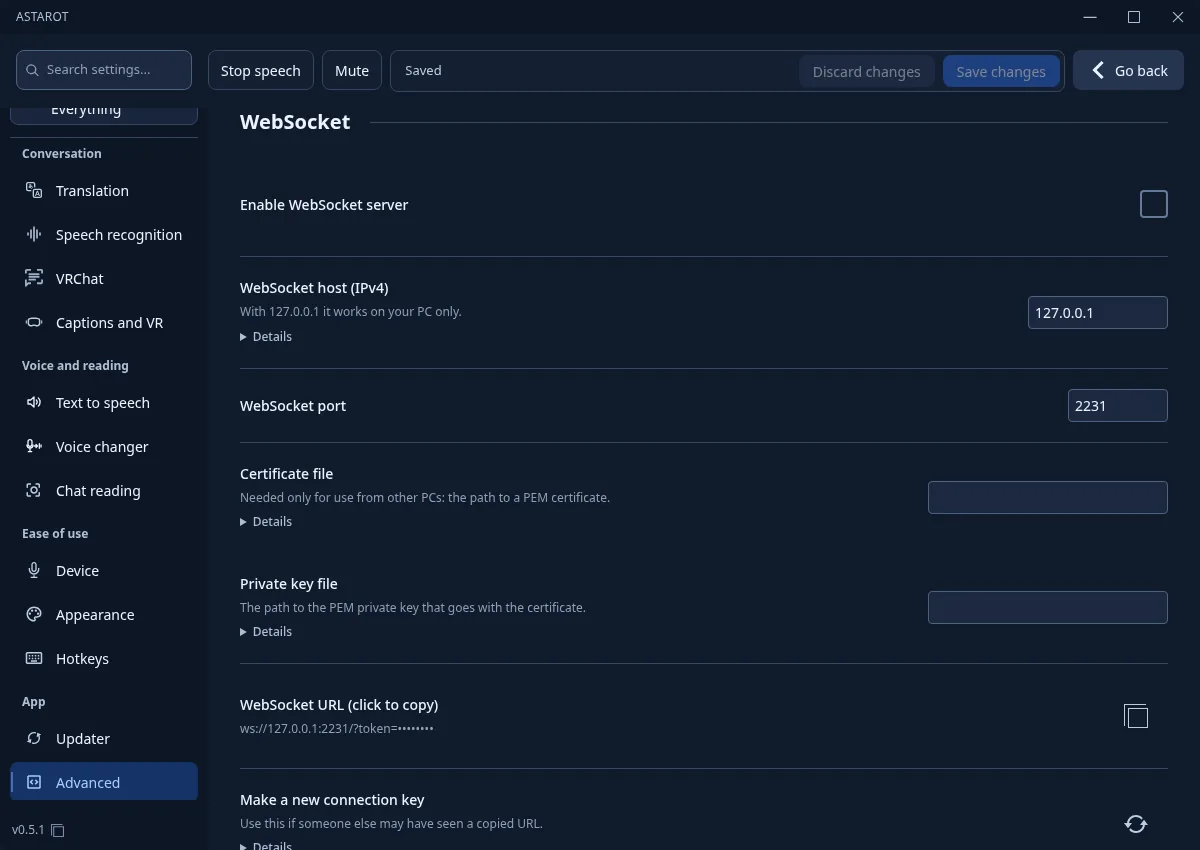 ASTAROT
Search settings...
Stop speech
Mute
Saved
Discard changes
Save changes
Go back
Everything
Conversation
Translation
Speech recognition
VRChat
Captions and VR
Voice and reading
Text to speech
Voice changer
Chat reading
Ease of use
Device
Appearance
Hotkeys
App
Updater
Advanced
v0.5.1
WebSocket
Enable WebSocket server
WebSocket host (IPv4)
With 127.0.0.1 it works on your PC only.
Details
127.0.0.1
WebSocket port
2231
Certificate file
Needed only for use from other PCs: the path to a PEM certificate.
Details
Private key file
The path to the PEM private key that goes with the certificate.
Details
WebSocket URL (click to copy)
ws://127.0.0.1:2231/?token=••••••••
Make a new connection key
Use this if someone else may have seen a copied URL.
Details